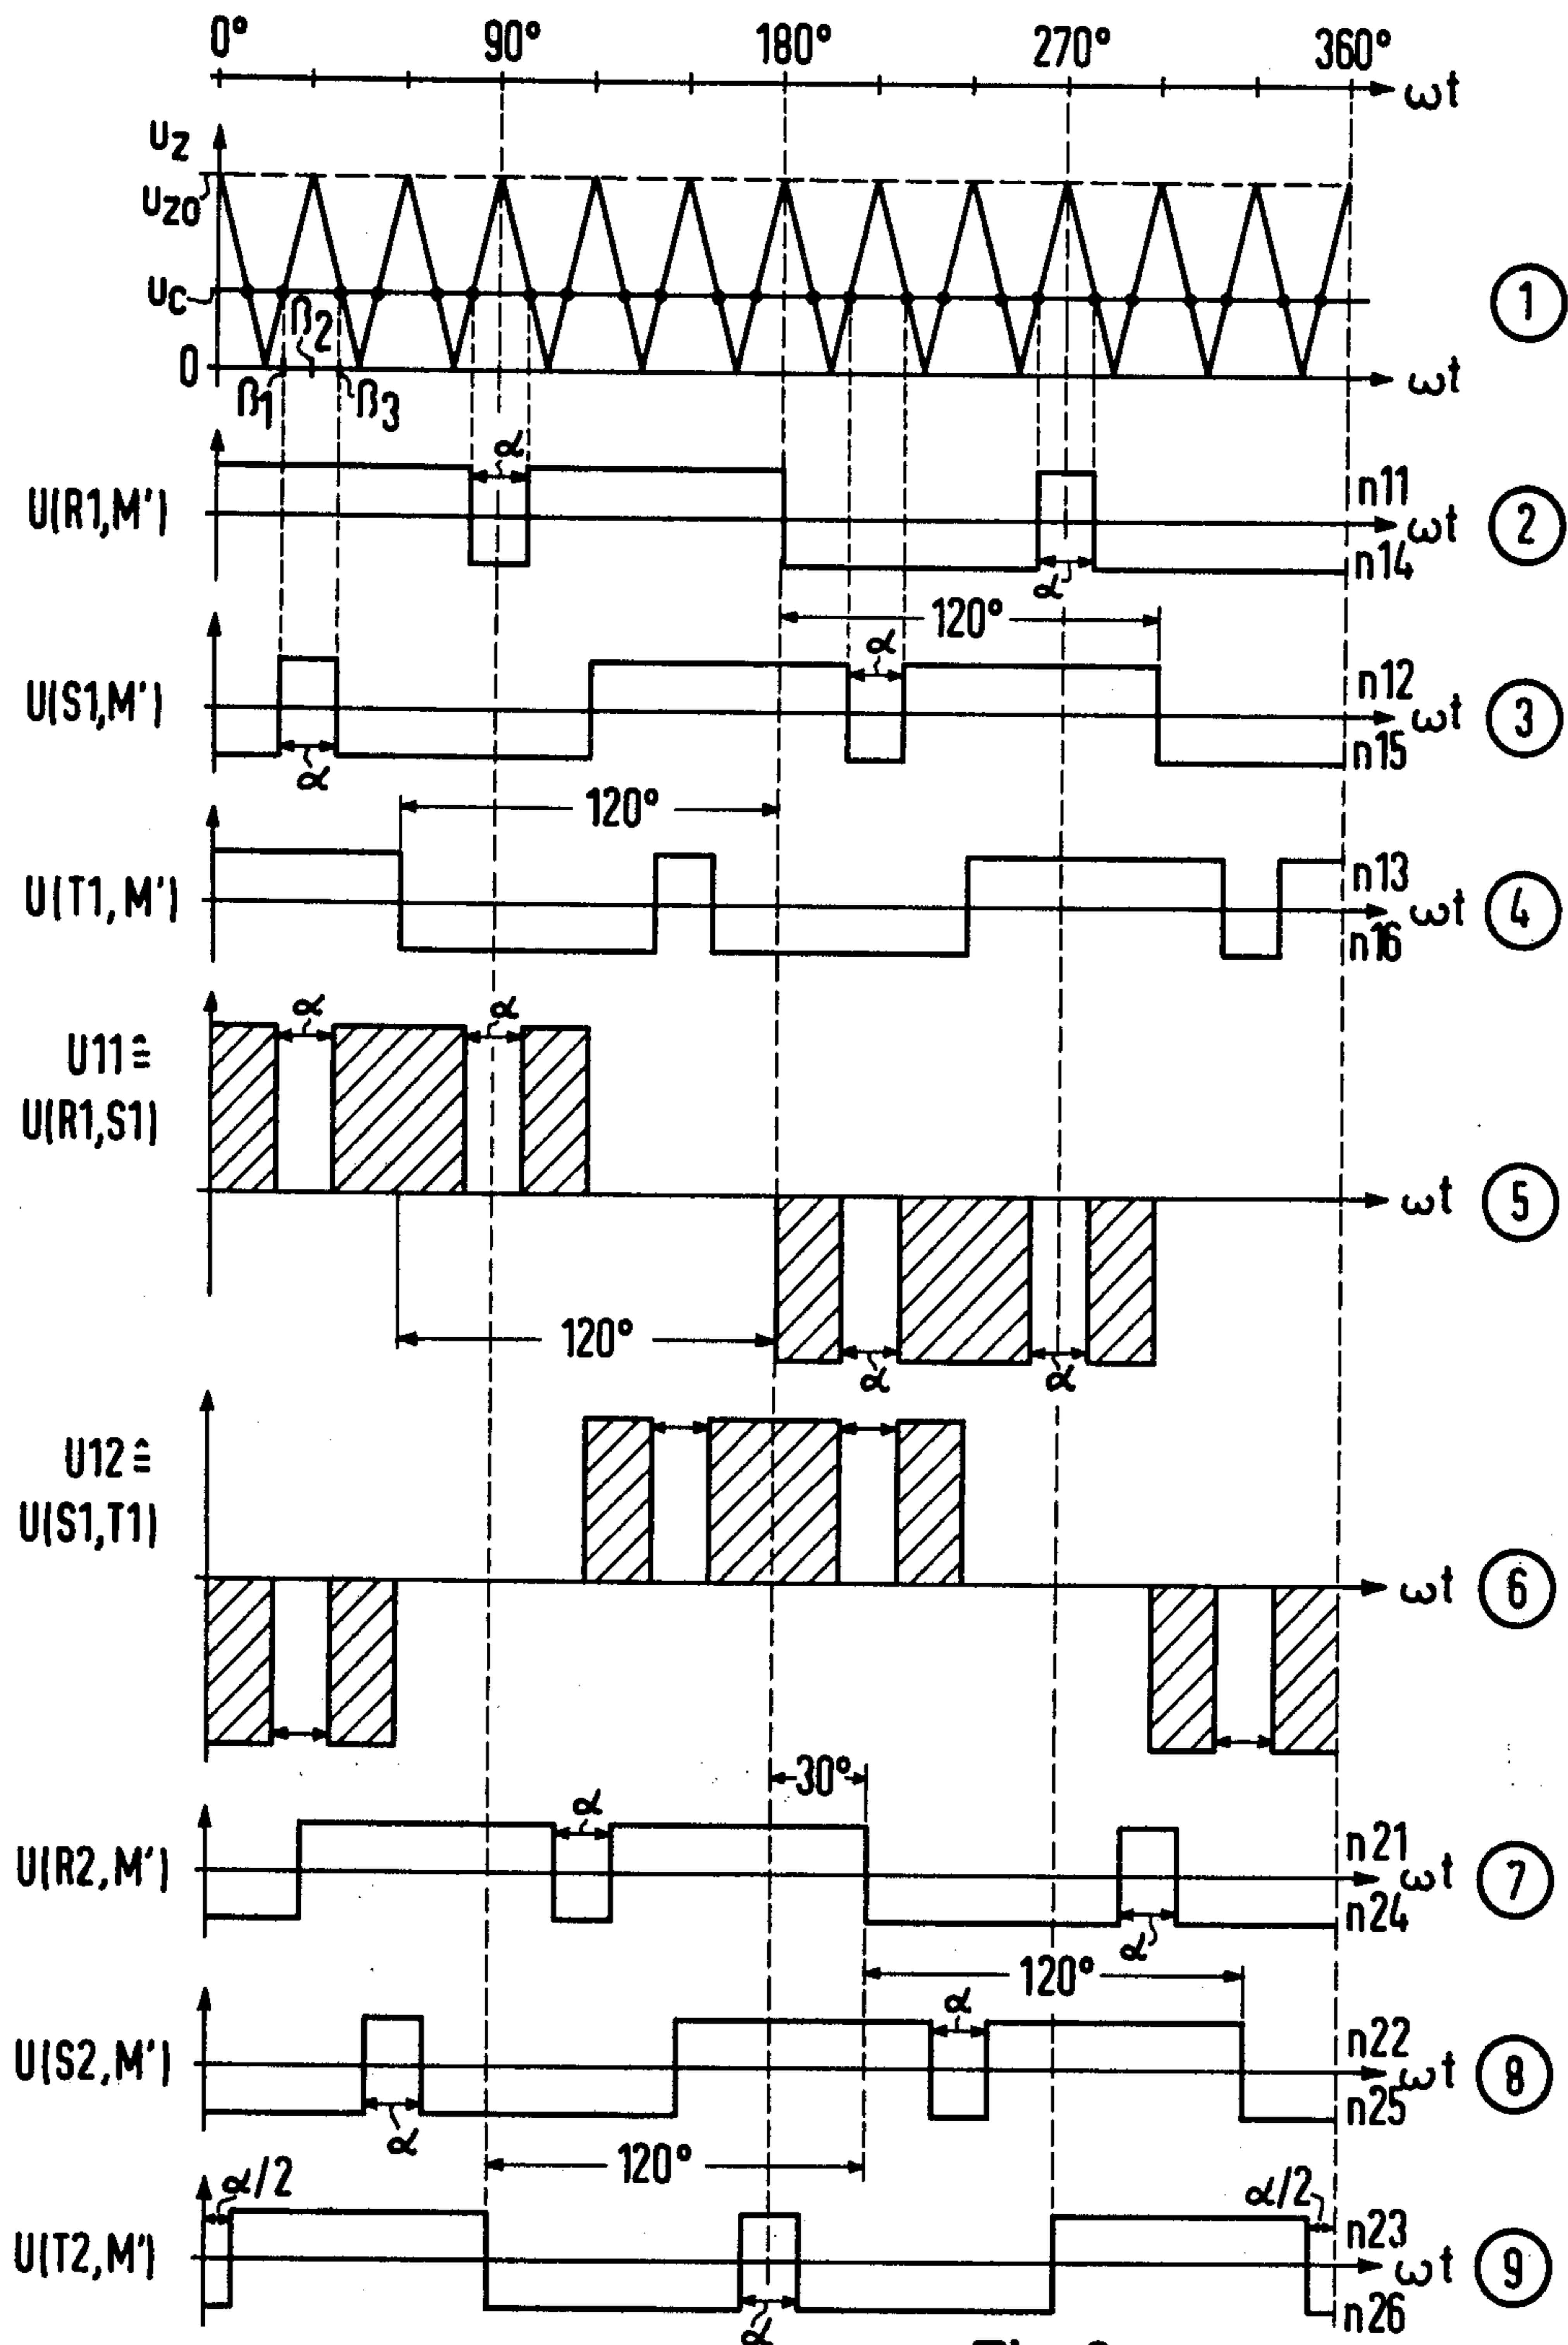 0° 90° 180° 270° 360°
ωt
Uz
Uzo
Uc
0
β1 β2 β3
ωt
①
U(R1,M')
α
α
n11
ωt
n14
②
120°
U(S1,M')
α
α
n12
ωt
n15
③
120°
U(T1,M')
n13
ωt
n16
④
U11≙
U(R1,S1)
α α
ωt
⑤
120°
α α
U12≙
U(S1,T1)
ωt
⑥
30°
U(R2,M')
α
α
n21
ωt
n24
⑦
120°
U(S2,M')
α
α
n22
ωt
n25
⑧
120°
α/2
α/2
U(T2,M')
α
n23
ωt
n26
⑨